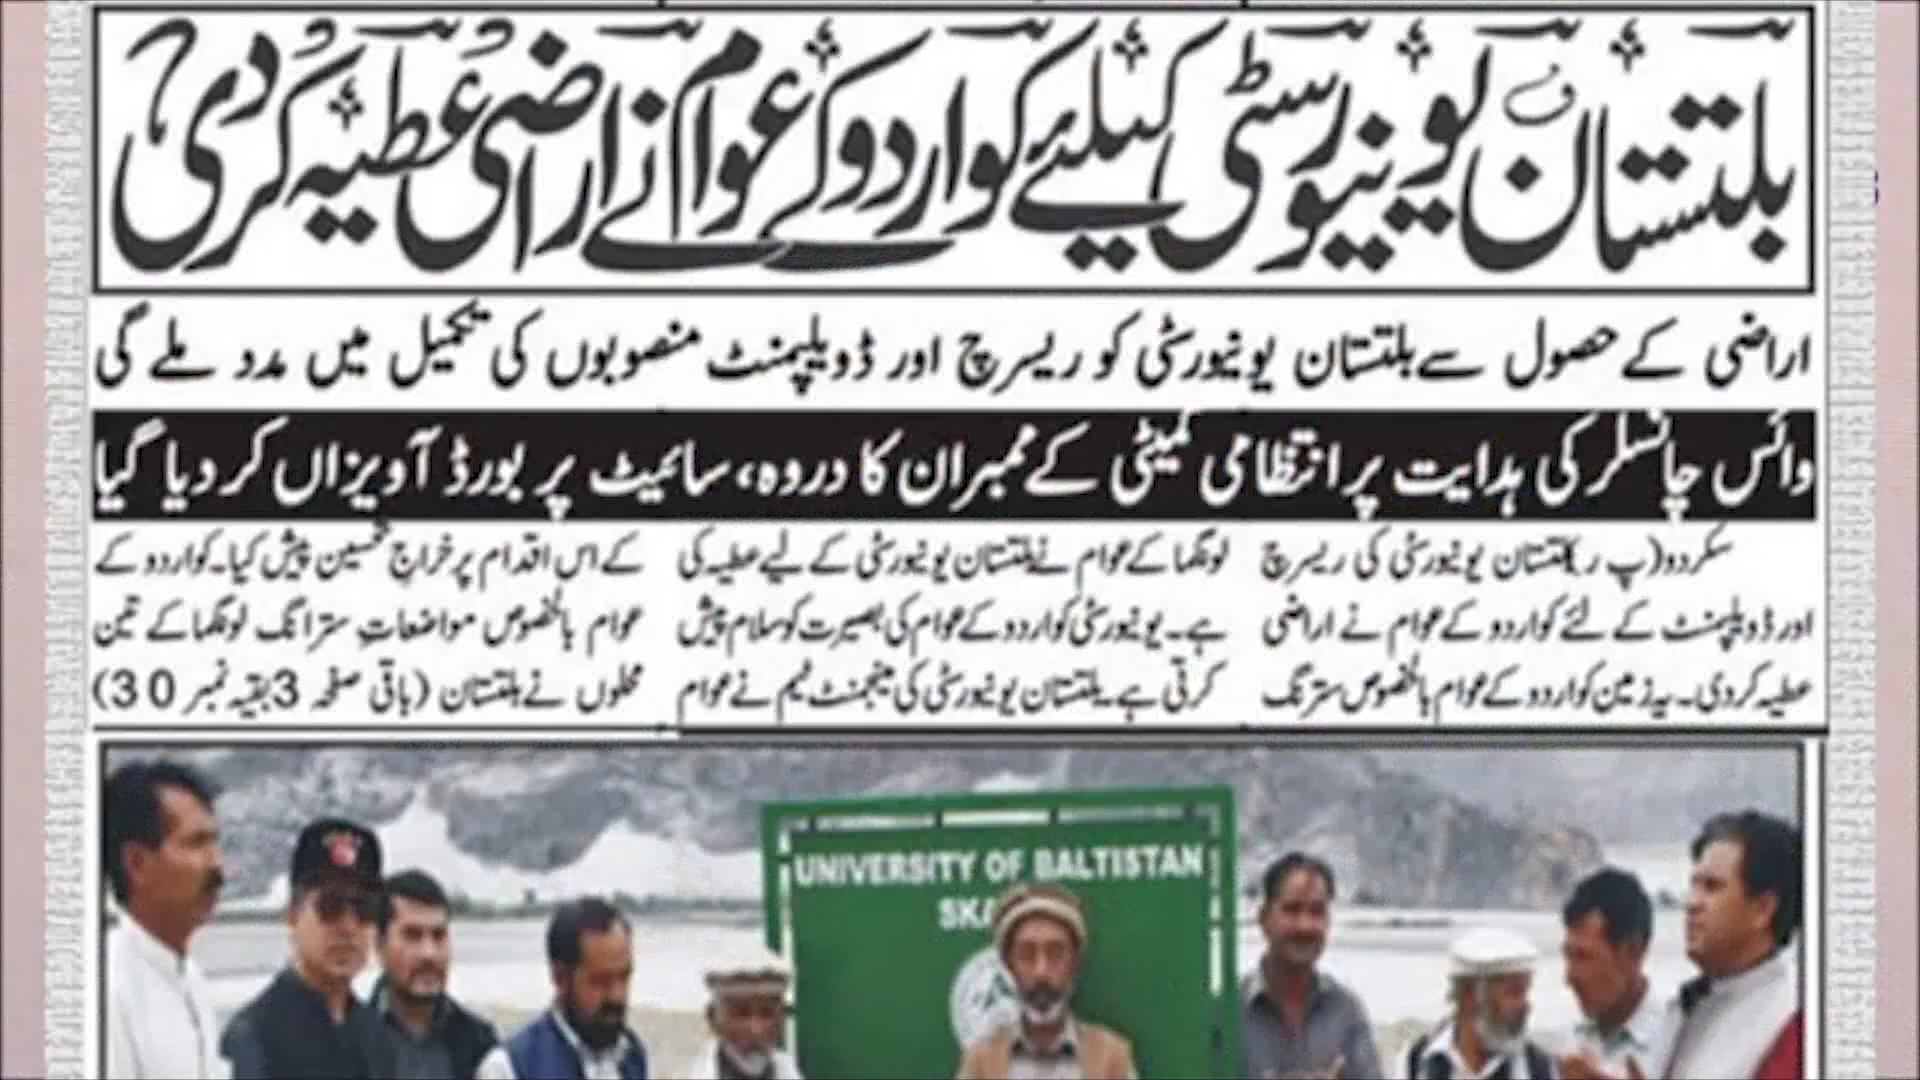 بلتستان یونیورسٹی کیلئے کواردو کے عوام نے اراضی عطیہ کر دی
اراضی کے حصول سے بلتستان یونیورسٹی کو ریسرچ اور ڈویلپمنٹ منصوبوں کی تکمیل میں مدد ملے گی
وائس چانسلر کی ہدایت پر انتظامی کمیٹی کے ممبران کا دورہ، سائیٹ پر بورڈ آویزاں کر دیا گیا
سکردو (پ ر) بلتستان یونیورسٹی کی ریسرچ
اور ڈویلپمنٹ کے لئے کواردو کے عوام نے اراضی
عطیہ کر دی۔ یہ زمین کواردو کے عوام بالخصوص سترانگ
لونگما کے عوام نے بلتستان یونیورسٹی کے لیے عطیہ کی
ہے۔ یونیورسٹی کواردو کے عوام کی بصیرت کو سلام پیش
کرتی ہے۔ بلتستان یونیورسٹی کی مینجمنٹ ٹیم نے عوام
کے اس اقدام پر خراج تحسین پیش کیا۔ کواردو کے
عوام بالخصوص مواضعاتِ سترانگ لونگما کے تین
محلوں نے بلتستان (باقی صفحہ 3 بقیہ نمبر 30)
UNIVERSITY OF BALTISTAN